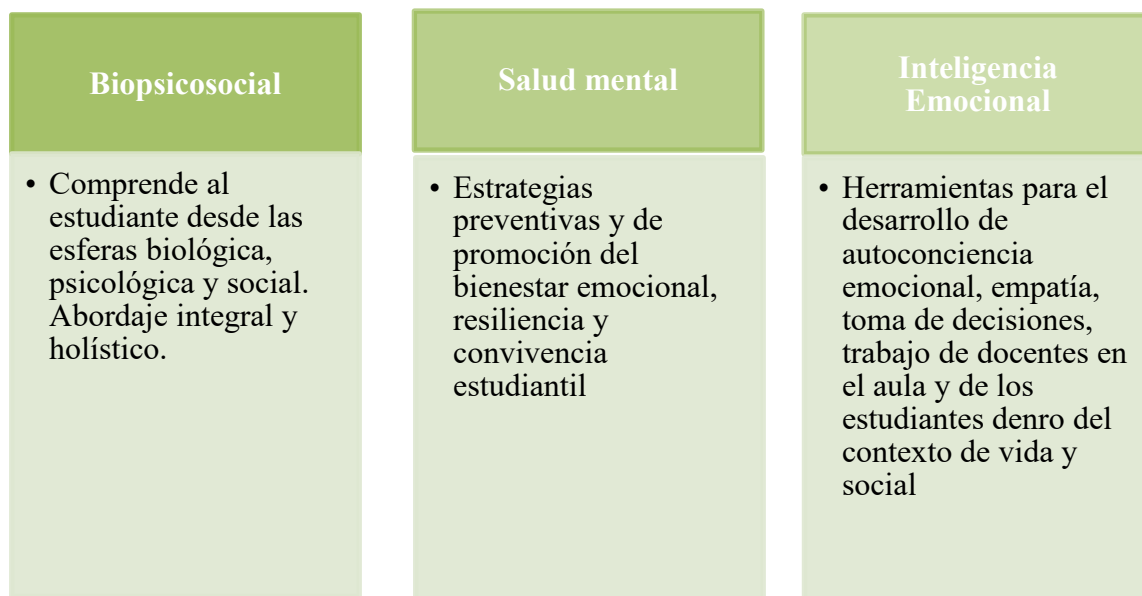 Biopsicosocial
• Comprende al
estudiante desde las
esferas biológica,
psicológica y social.
Abordaje integral y
holístico.
Salud mental
• Estrategias
preventivas y de
promoción del
bienestar emocional,
resiliencia y
convivencia
estudiantil
Inteligencia
Emocional
• Herramientas para el
desarrollo de
autoconciencia
emocional, empatía,
toma de decisiones,
trabajo de docentes en
el aula y de los
estudiantes denro del
contexto de vida y
social